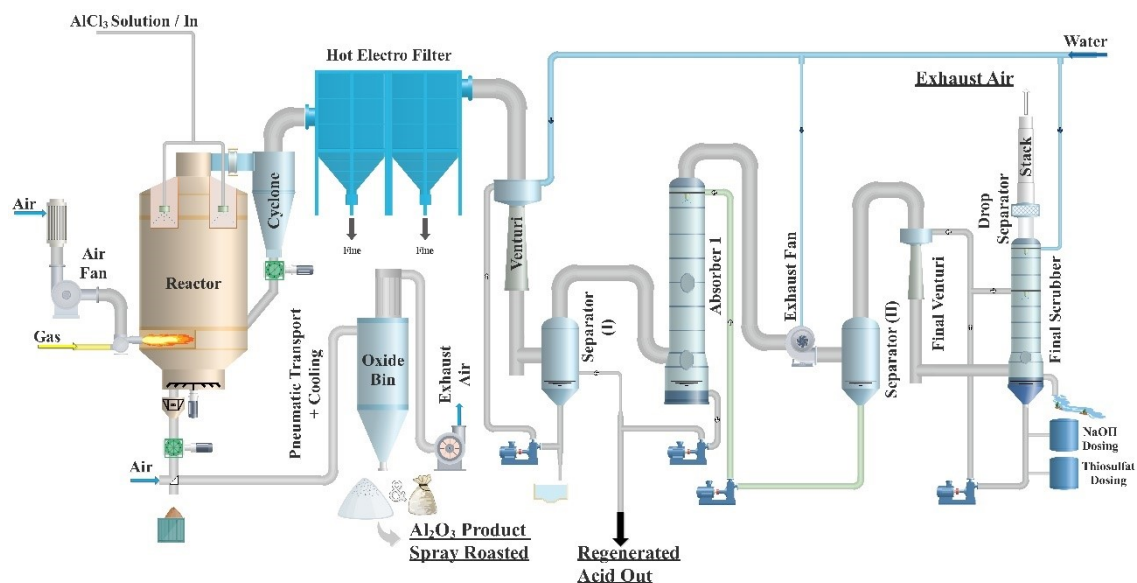 AlCl₃ Solution / In
Hot Electro Filter
Water
Exhaust Air
Stack
Drop
Separator
Cyclone
Air
Air
Fan
Reactor
Gas
Fine
Fine
Venturi
Absorber 1
Exhaust Fan
Final Scrubber
Separator
(I)
Separator (II)
Final Venturi
Pneumatic Transport
+ Cooling
Oxide
Bin
Exhaust
Air
Air
&
NaOH
Dosing
Thiosulfat
Dosing
Al₂O₃ Product
Spray Roasted
Regenerated
Acid Out